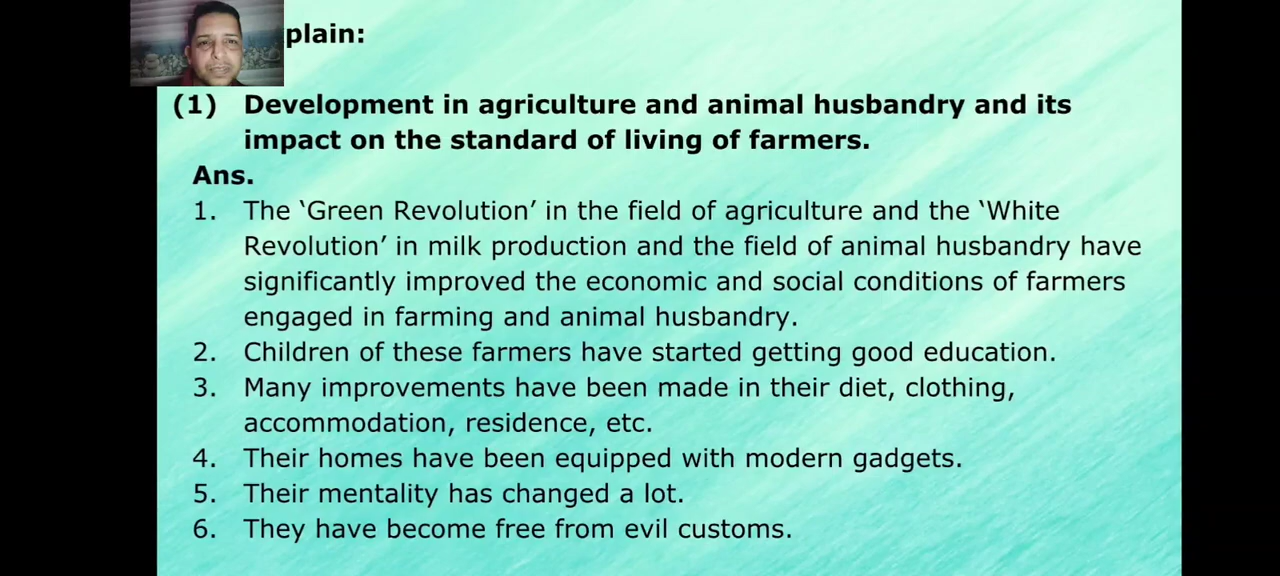 plain:
(1) Development in agriculture and animal husbandry and its
impact on the standard of living of farmers.
Ans.
1. The ‘Green Revolution’ in the field of agriculture and the ‘White
Revolution’ in milk production and the field of animal husbandry have
significantly improved the economic and social conditions of farmers
engaged in farming and animal husbandry.
2. Children of these farmers have started getting good education.
3. Many improvements have been made in their diet, clothing,
accommodation, residence, etc.
4. Their homes have been equipped with modern gadgets.
5. Their mentality has changed a lot.
6. They have become free from evil customs.